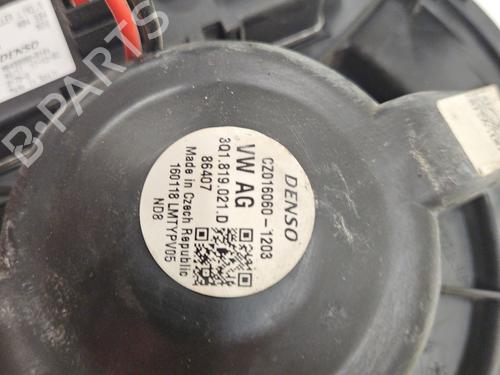 DENSO
CZ016060-1203
VW AG
3Q1.819.021.D
86407
Made in Czech Republic
160118 LMTYPV05
ND8
DENSO
B-PARTS